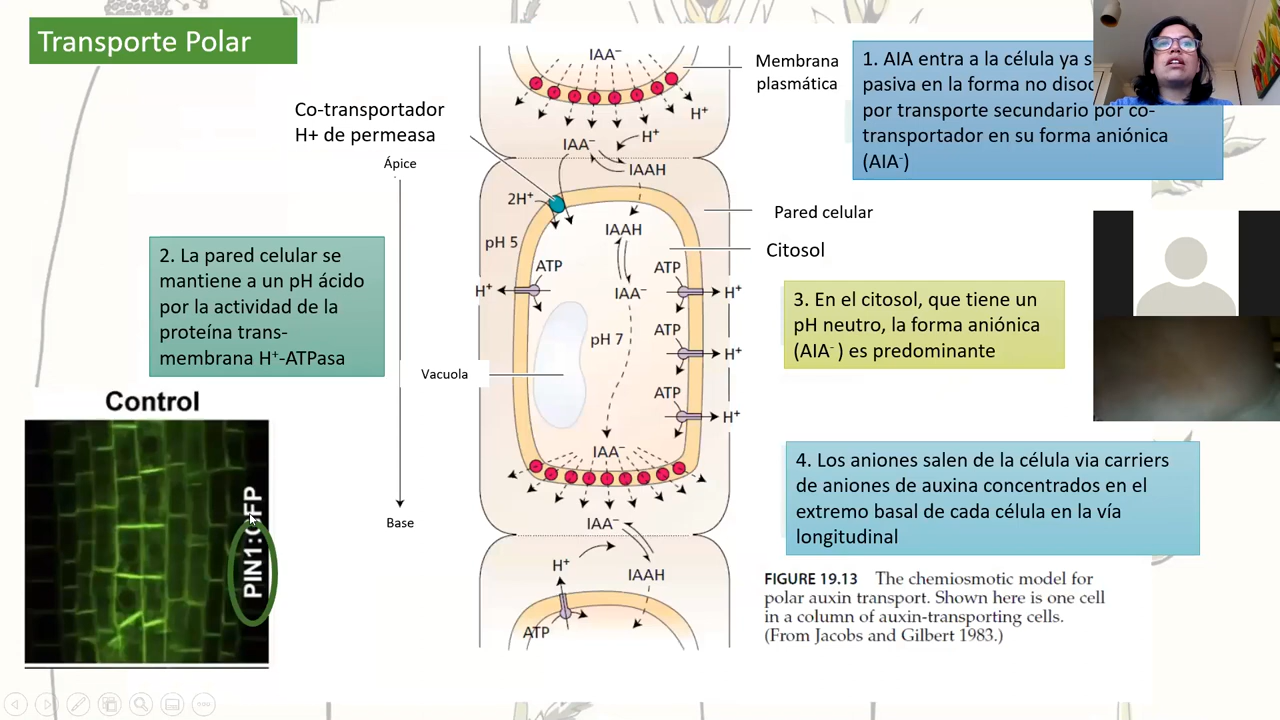 Transporte Polar
Co-transportador
H+ de permeasa
Ápice
Base
Membrana
plasmática
1. AIA entra a la célula ya
pasiva en la forma no
por transporte secundario por co-
transportador en su forma aniónica
(AIA⁻)
Pared celular
Citosol
2. La pared celular se
mantiene a un pH ácido
por la actividad de la
proteína trans-
membrana H⁺-ATPasa
3. En el citosol, que tiene un
pH neutro, la forma aniónica
(AIA⁻ ) es predominante
Vacuola
4. Los aniones salen de la célula via carriers
de aniones de auxina concentrados en el
extremo basal de cada célula en la vía
longitudinal
IAA⁻
H⁺
IAA⁻
H⁺
IAAH
2H⁺
pH 5
IAAH
ATP
ATP
H⁺
IAA⁻
H⁺
ATP
pH 7
H⁺
ATP
H⁺
IAA⁻
IAA⁻
H⁺
IAAH
ATP
Control
PIN1:GFP
FIGURE 19.13 The chemiosmotic model for
polar auxin transport. Shown here is one cell
in a column of auxin-transporting cells.
(From Jacobs and Gilbert 1983.)